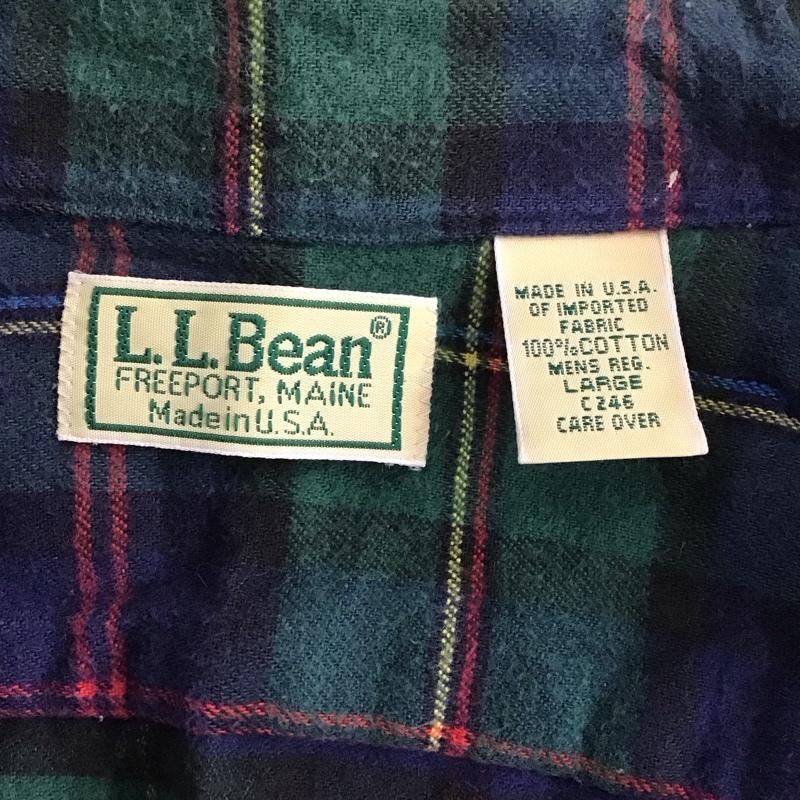 L.L.Bean®
FREEPORT, MAINE
Made in U.S.A.
MADE IN U.S.A.
OF IMPORTED
FABRIC
100% COTTON
MENS REG.
LARGE
C246
CARE OVER